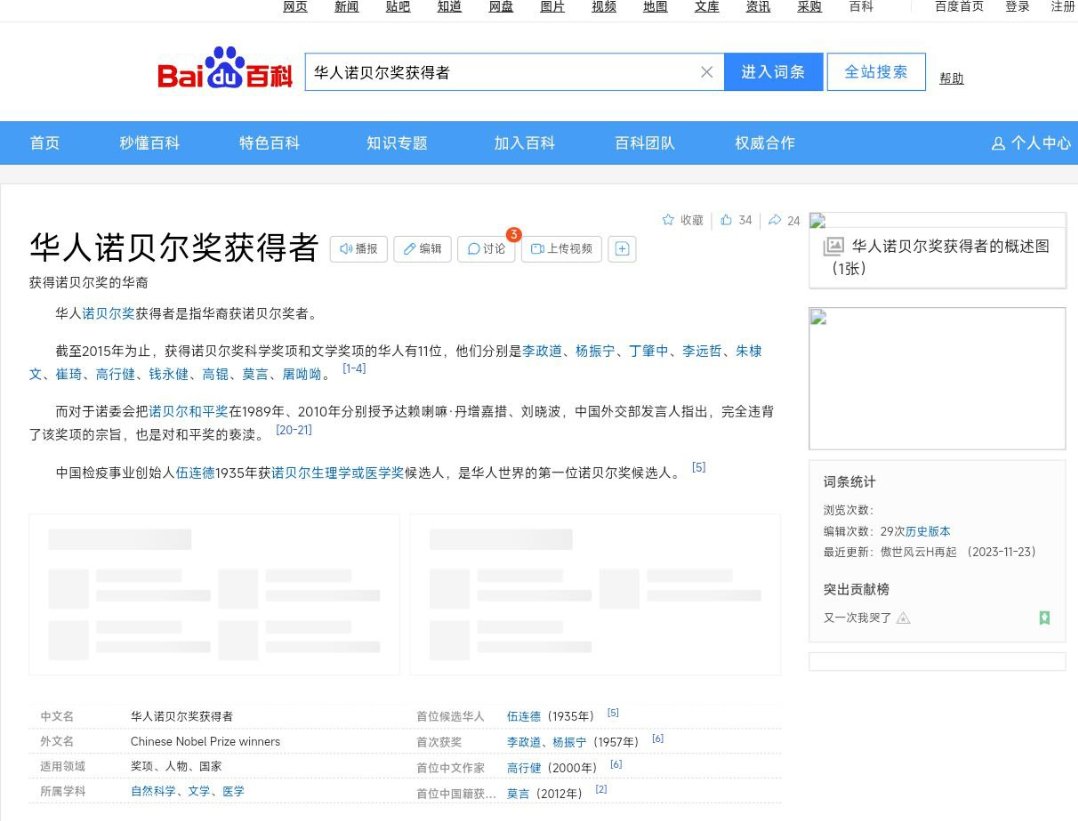 网页 新闻 贴吧 知道 网盘 图片 视频 地图 文库 资讯 采购 百科 百度首页 登录 注册
Bai du 百科 华人诺贝尔奖获得者 进入词条 全站搜索 帮助
首页 秒懂百科 特色百科 知识专题 加入百科 百科团队 权威合作 个人中心
收藏 34 24
华人诺贝尔奖获得者 播报 编辑 讨论 3 上传视频
获得诺贝尔奖的华裔
华人诺贝尔奖获得者是指华裔获诺贝尔奖者。
截至2015年为止，获得诺贝尔奖科学奖项和文学奖项的华人有11位，他们分别是李政道、杨振宁、丁肇中、李远哲、朱棣
文、崔琦、高行健、钱永健、高锟、莫言、屠呦呦。 [1-4]
而对于诺委会把诺贝尔和平奖在1989年、2010年分别授予达赖喇嘛·丹增嘉措、刘晓波，中国外交部发言人指出，完全违背
了该奖项的宗旨，也是对和平奖的亵渎。 [20-21]
中国检疫事业创始人伍连德1935年获诺贝尔生理学或医学奖候选人，是华人世界的第一位诺贝尔奖候选人。 [5]
中文名 华人诺贝尔奖获得者
外文名 Chinese Nobel Prize winners
适用领域 奖项、人物、国家
所属学科 自然科学、文学、医学
首位候选华人 伍连德（1935年） [5]
首次获奖 李政道、杨振宁（1957年） [6]
首位中文作家 高行健（2000年） [6]
首位中国籍获... 莫言（2012年） [2]
华人诺贝尔奖获得者的概述图
（1张）
词条统计
浏览次数：
编辑次数：29次历史版本
最近更新：傲世风云H再起 （2023-11-23）
突出贡献榜
又一次我哭了